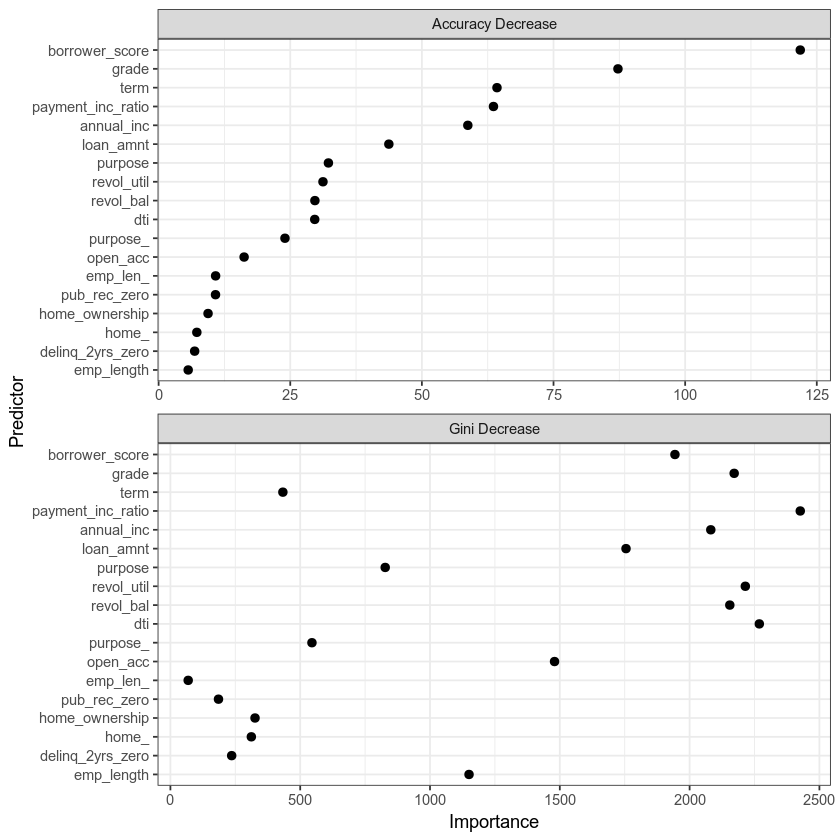 Accuracy Decrease
borrower_score
grade
term
payment_inc_ratio
annual_inc
loan_amnt
purpose
revol_util
revol_bal
dti
purpose_
open_acc
emp_len_
pub_rec_zero
home_ownership
home_
delinq_2yrs_zero
emp_length
0 25 50 75 100 125
Predictor
Gini Decrease
borrower_score
grade
term
payment_inc_ratio
annual_inc
loan_amnt
purpose
revol_util
revol_bal
dti
purpose_
open_acc
emp_len_
pub_rec_zero
home_ownership
home_
delinq_2yrs_zero
emp_length
0 500 1000 1500 2000 2500
Importance